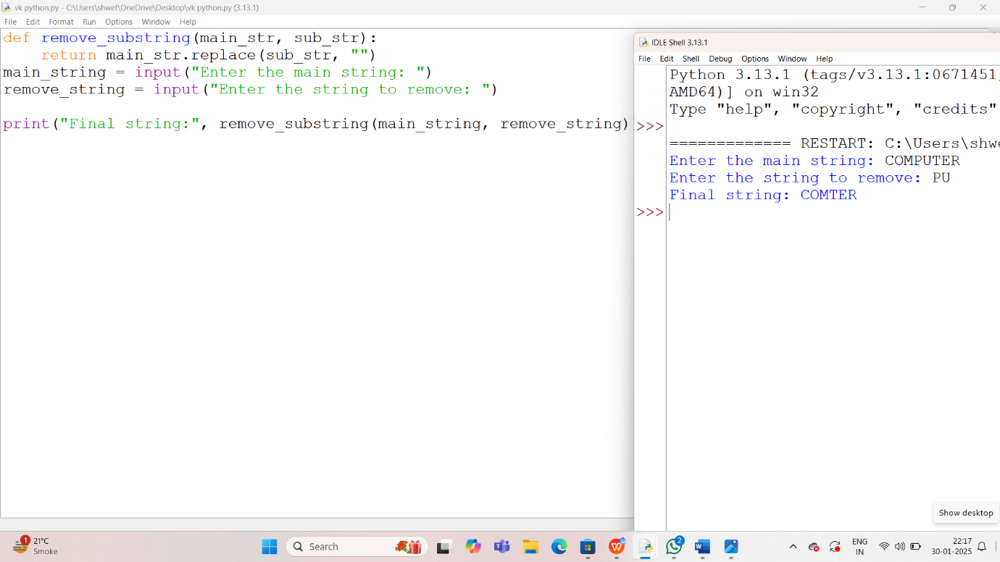 vk python.py - C:\Users\shwet\OneDrive\Desktop\vk python.py (3.13.1)
File Edit Format Run Options Window Help
def remove_substring(main_str, sub_str):
    return main_str.replace(sub_str, "")
main_string = input("Enter the main string: ")
remove_string = input("Enter the string to remove: ")
print("Final string:", remove_substring(main_string, remove_string)
IDLE Shell 3.13.1
File Edit Shell Debug Options Window Help
Python 3.13.1 (tags/v3.13.1:0671451,
AMD64)] on win32
Type "help", "copyright", "credits"
>>>
============= RESTART: C:\Users\shwe
Enter the main string: COMPUTER
Enter the string to remove: PU
Final string: COMTER
>>>
Show desktop
1
21°C
Smoke
Search
2
ENG
IN
22:17
30-01-2025